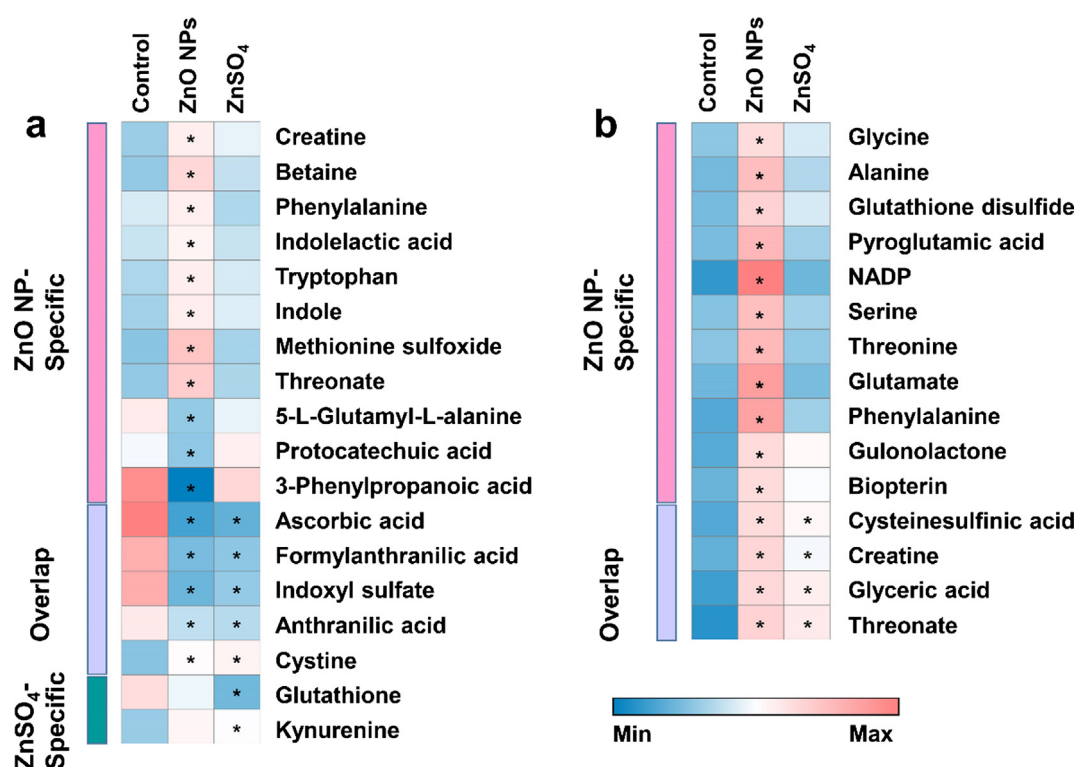 a
Control
ZnO NPs
ZnSO₄
ZnO NP-
Specific
Overlap
ZnSO₄-
Specific
* Creatine
* Betaine
* Phenylalanine
* Indolelactic acid
* Tryptophan
* Indole
* Methionine sulfoxide
* Threonate
* 5-L-Glutamyl-L-alanine
* Protocatechuic acid
* 3-Phenylpropanoic acid
* * Ascorbic acid
* * Formylanthranilic acid
* * Indoxyl sulfate
* * Anthranilic acid
* * Cystine
* Glutathione
* Kynurenine
b
Control
ZnO NPs
ZnSO₄
ZnO NP-
Specific
Overlap
* Glycine
* Alanine
* Glutathione disulfide
* Pyroglutamic acid
* NADP
* Serine
* Threonine
* Glutamate
* Phenylalanine
* Gulonolactone
* Biopterin
* * Cysteinesulfinic acid
* * Creatine
* * Glyceric acid
* * Threonate
Min Max